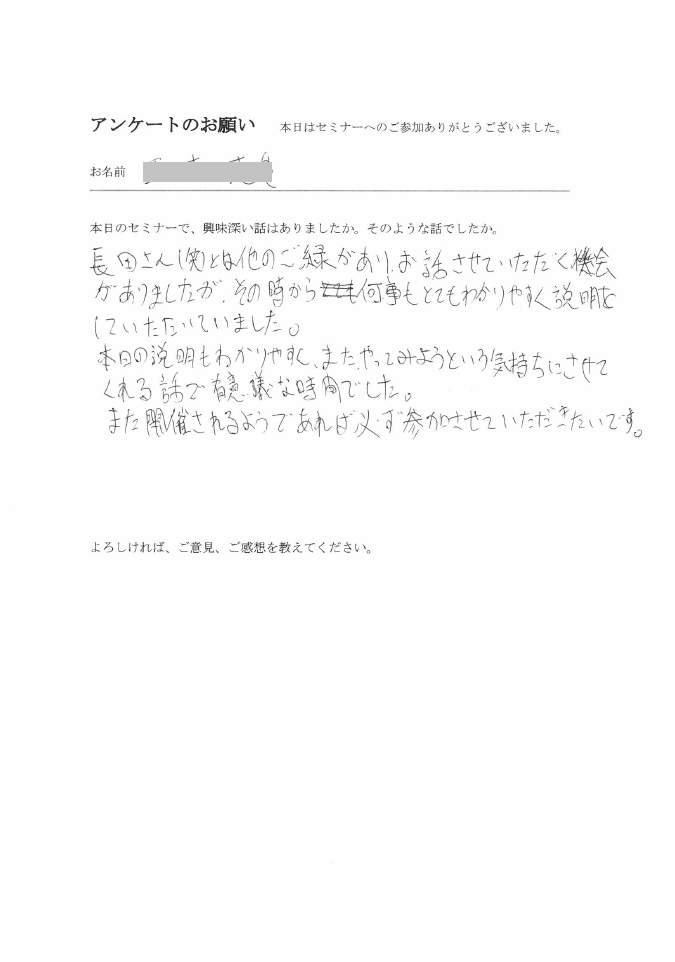 アンケートのお願い　本日はセミナーへのご参加ありがとうございました。
お名前
本日のセミナーで、興味深い話はありましたか。そのような話でしたか。
長田さん(笑)とは他のご縁があり、お話させていただく機会
がありましたが、その時から何事もとてもわかりやすく説明を
していただいていました。
本日の説明もわかりやすく、また、やってみようという気持ちにさせて
くれる話で有意義な時間でした。
また開催されるようであれば必ず参加させていただきたいです。
よろしければ、ご意見、ご感想を教えてください。